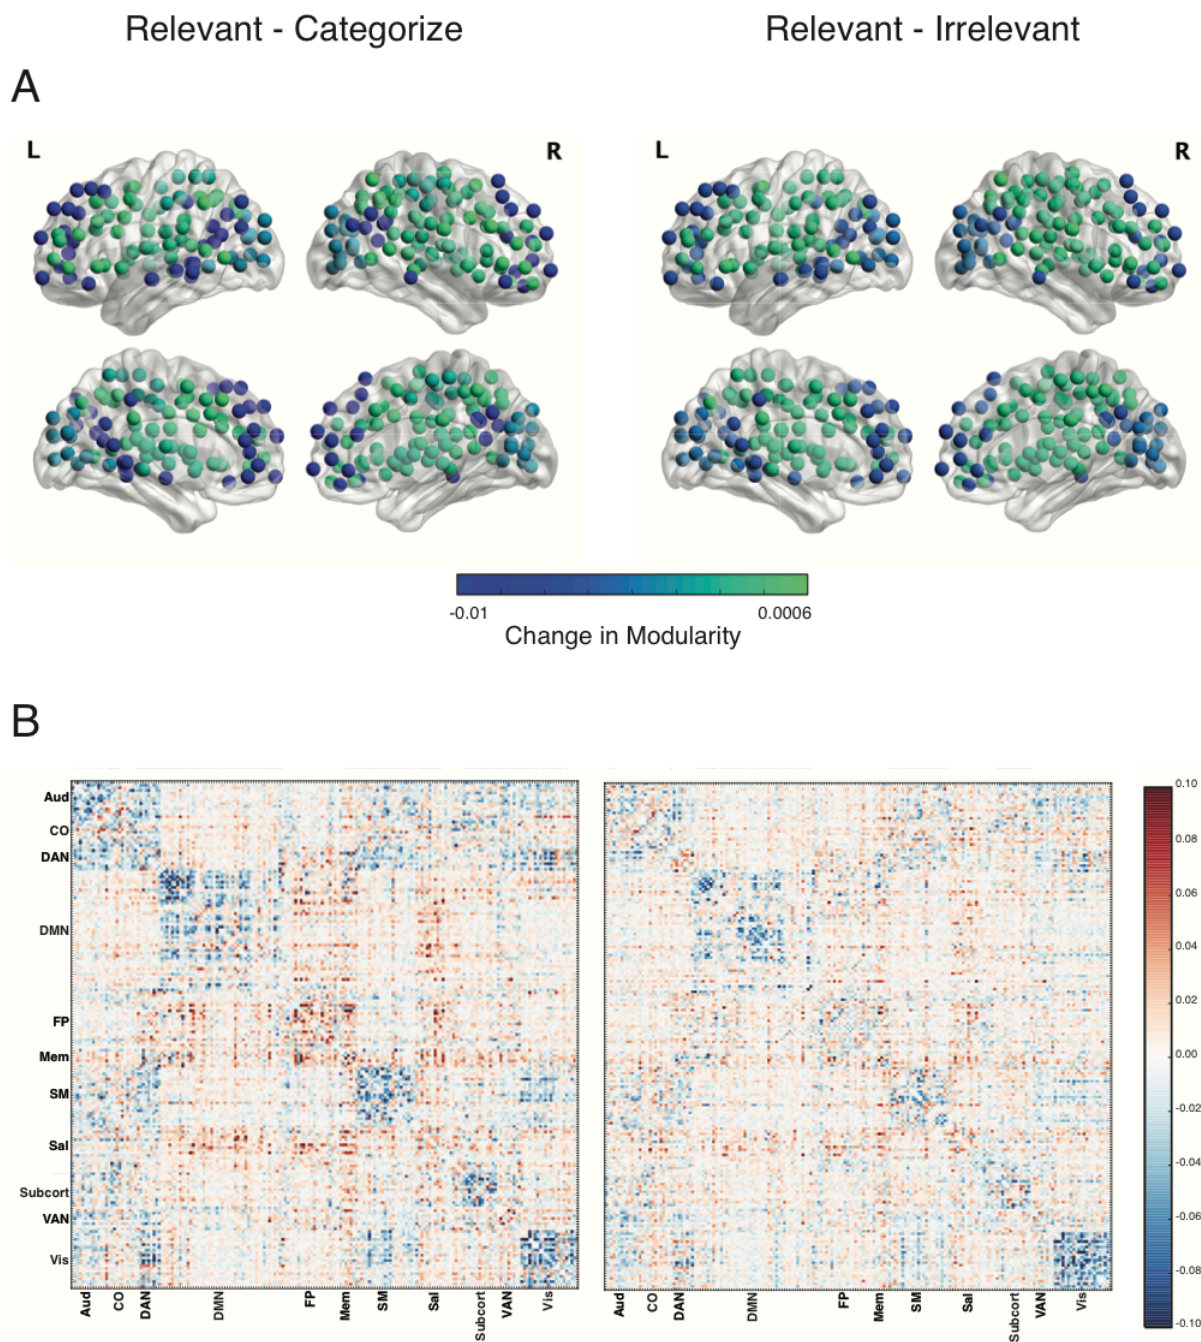 Relevant - Categorize
Relevant - Irrelevant
A
L
R
L
R
-0.01
0.0006
Change in Modularity
B
Aud
CO
DAN
DMN
FP
Mem
SM
Sal
Subcort
VAN
Vis
Aud
CO
DAN
DMN
FP
Mem
SM
Sal
Subcort
VAN
Vis
Aud
CO
DAN
DMN
FP
Mem
SM
Sal
Subcort
VAN
Vis
0.10
0.08
0.06
0.04
0.02
0.00
-0.02
-0.04
-0.06
-0.08
-0.10